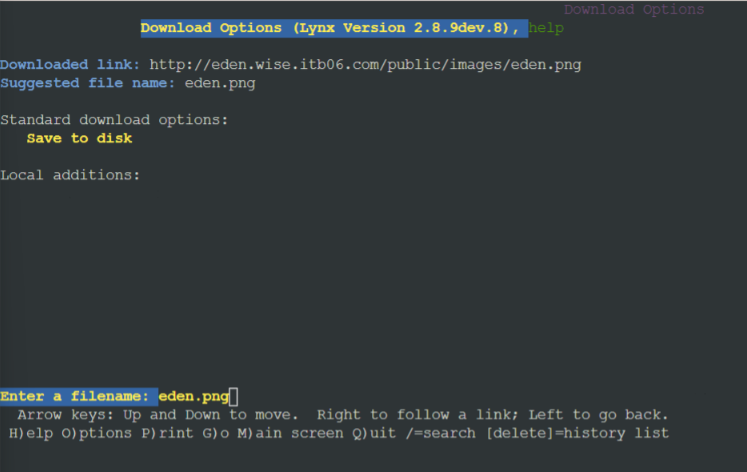 Download Options
Download Options (Lynx Version 2.8.9dev.8), help
Downloaded link: http://eden.wise.itb06.com/public/images/eden.png
Suggested file name: eden.png
Standard download options:
Save to disk
Local additions:
Enter a filename: eden.png
Arrow keys: Up and Down to move. Right to follow a link; Left to go back.
H)elp O)ptions P)rint G)o M)ain screen Q)uit /=search [delete]=history list